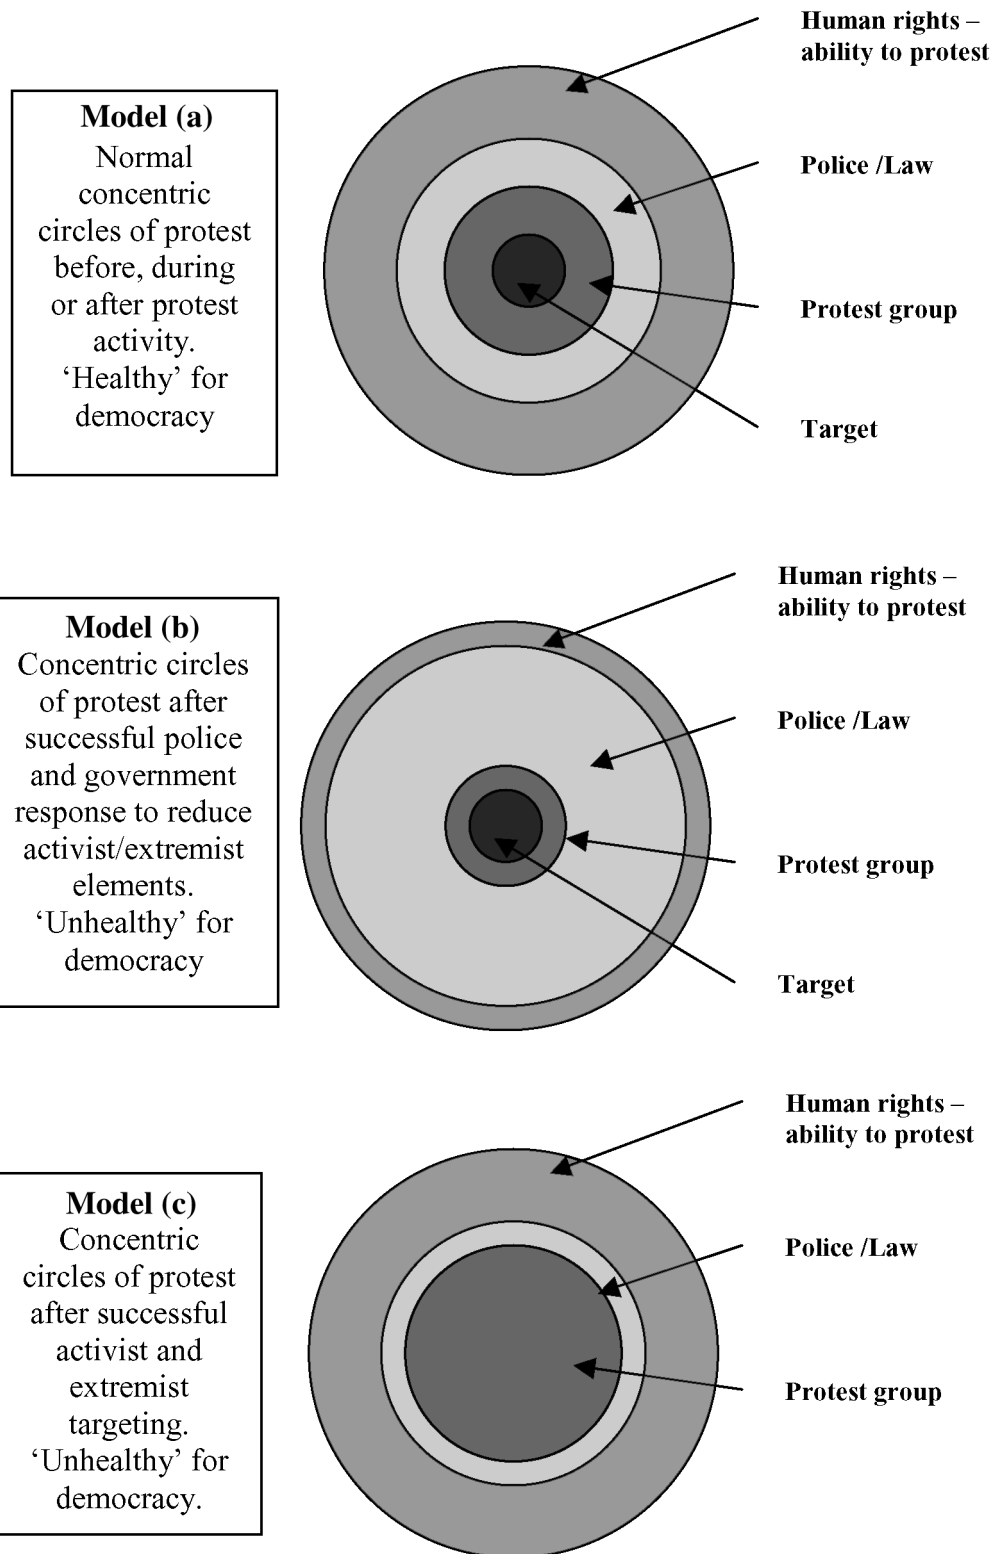 Model (a)
Normal
concentric
circles of protest
before, during
or after protest
activity.
‘Healthy’ for
democracy
Human rights –
ability to protest
Police /Law
Protest group
Target
Model (b)
Concentric circles
of protest after
successful police
and government
response to reduce
activist/extremist
elements.
‘Unhealthy’ for
democracy
Human rights –
ability to protest
Police /Law
Protest group
Target
Model (c)
Concentric
circles of protest
after successful
activist and
extremist
targeting.
‘Unhealthy’ for
democracy.
Human rights –
ability to protest
Police /Law
Protest group